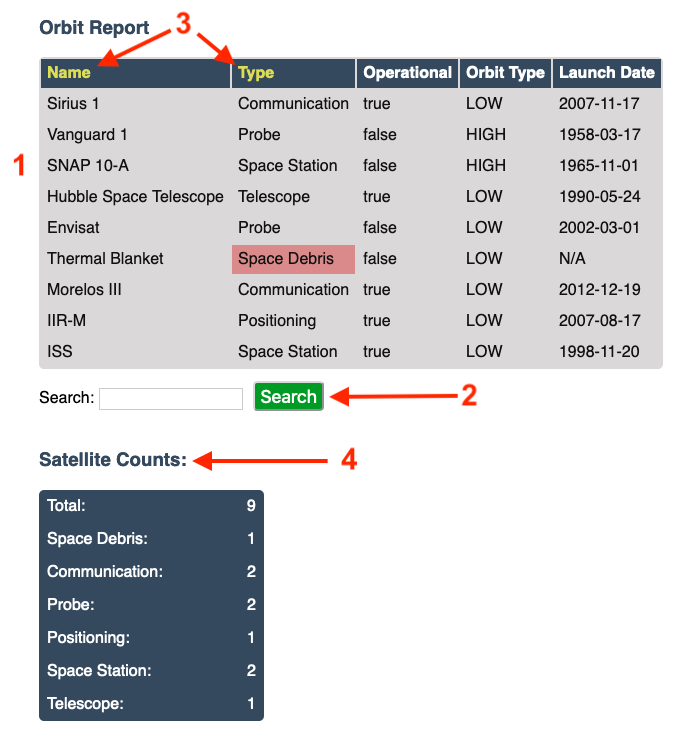 Orbit Report 3
Name Type Operational Orbit Type Launch Date
Sirius 1 Communication true LOW 2007-11-17
Vanguard 1 Probe false HIGH 1958-03-17
1 SNAP 10-A Space Station false HIGH 1965-11-01
Hubble Space Telescope Telescope true LOW 1990-05-24
Envisat Probe false LOW 2002-03-01
Thermal Blanket Space Debris false LOW N/A
Morelos III Communication true LOW 2012-12-19
IIR-M Positioning true LOW 2007-08-17
ISS Space Station true LOW 1998-11-20
Search: Search 2
Satellite Counts: 4
Total: 9
Space Debris: 1
Communication: 2
Probe: 2
Positioning: 1
Space Station: 2
Telescope: 1